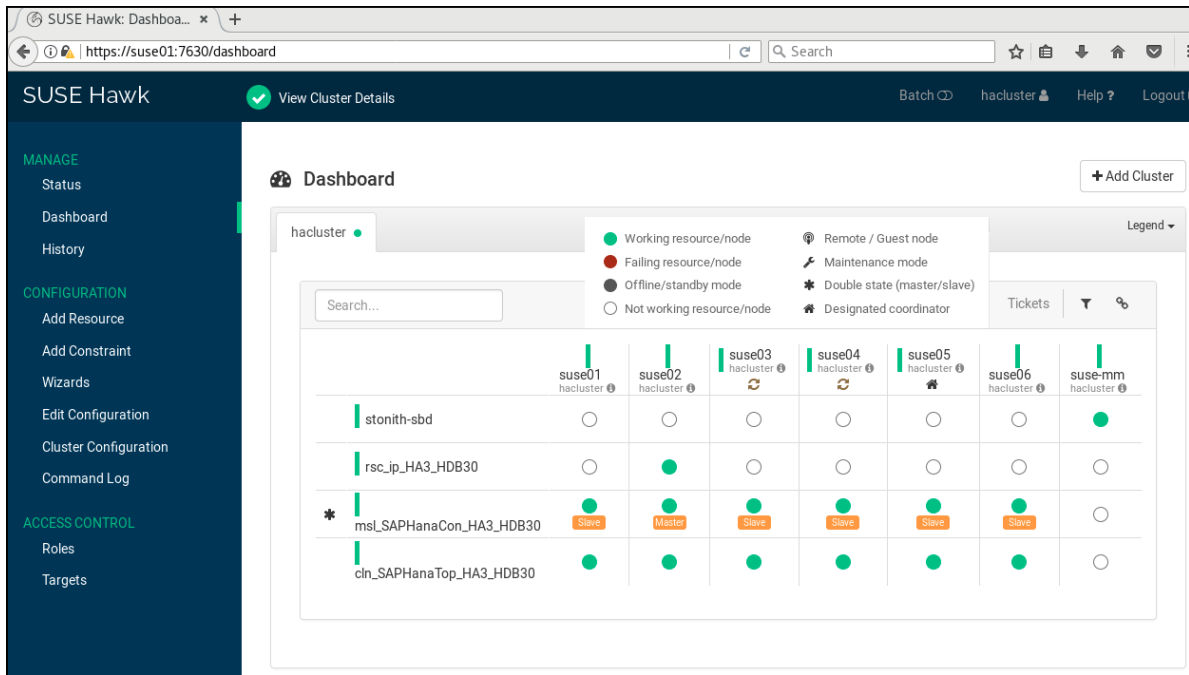 SUSE Hawk: Dashboa... × +
https://suse01:7630/dashboard
Search
SUSE Hawk
View Cluster Details
Batch
hacluster
Help ?
Logout
MANAGE
Status
Dashboard
History
CONFIGURATION
Add Resource
Add Constraint
Wizards
Edit Configuration
Cluster Configuration
Command Log
ACCESS CONTROL
Roles
Targets
Dashboard
+ Add Cluster
hacluster
Legend
Working resource/node
Failing resource/node
Offline/standby mode
Not working resource/node
Remote / Guest node
Maintenance mode
Double state (master/slave)
Designated coordinator
Search...
Tickets
suse01 suse02 suse03 suse04 suse05 suse06 suse-mm
hacluster hacluster hacluster hacluster hacluster hacluster hacluster
stonith-sbd
rsc_ip_HA3_HDB30
msl_SAPHanaCon_HA3_HDB30 Slave Master Slave Slave Slave Slave
cln_SAPHanaTop_HA3_HDB30